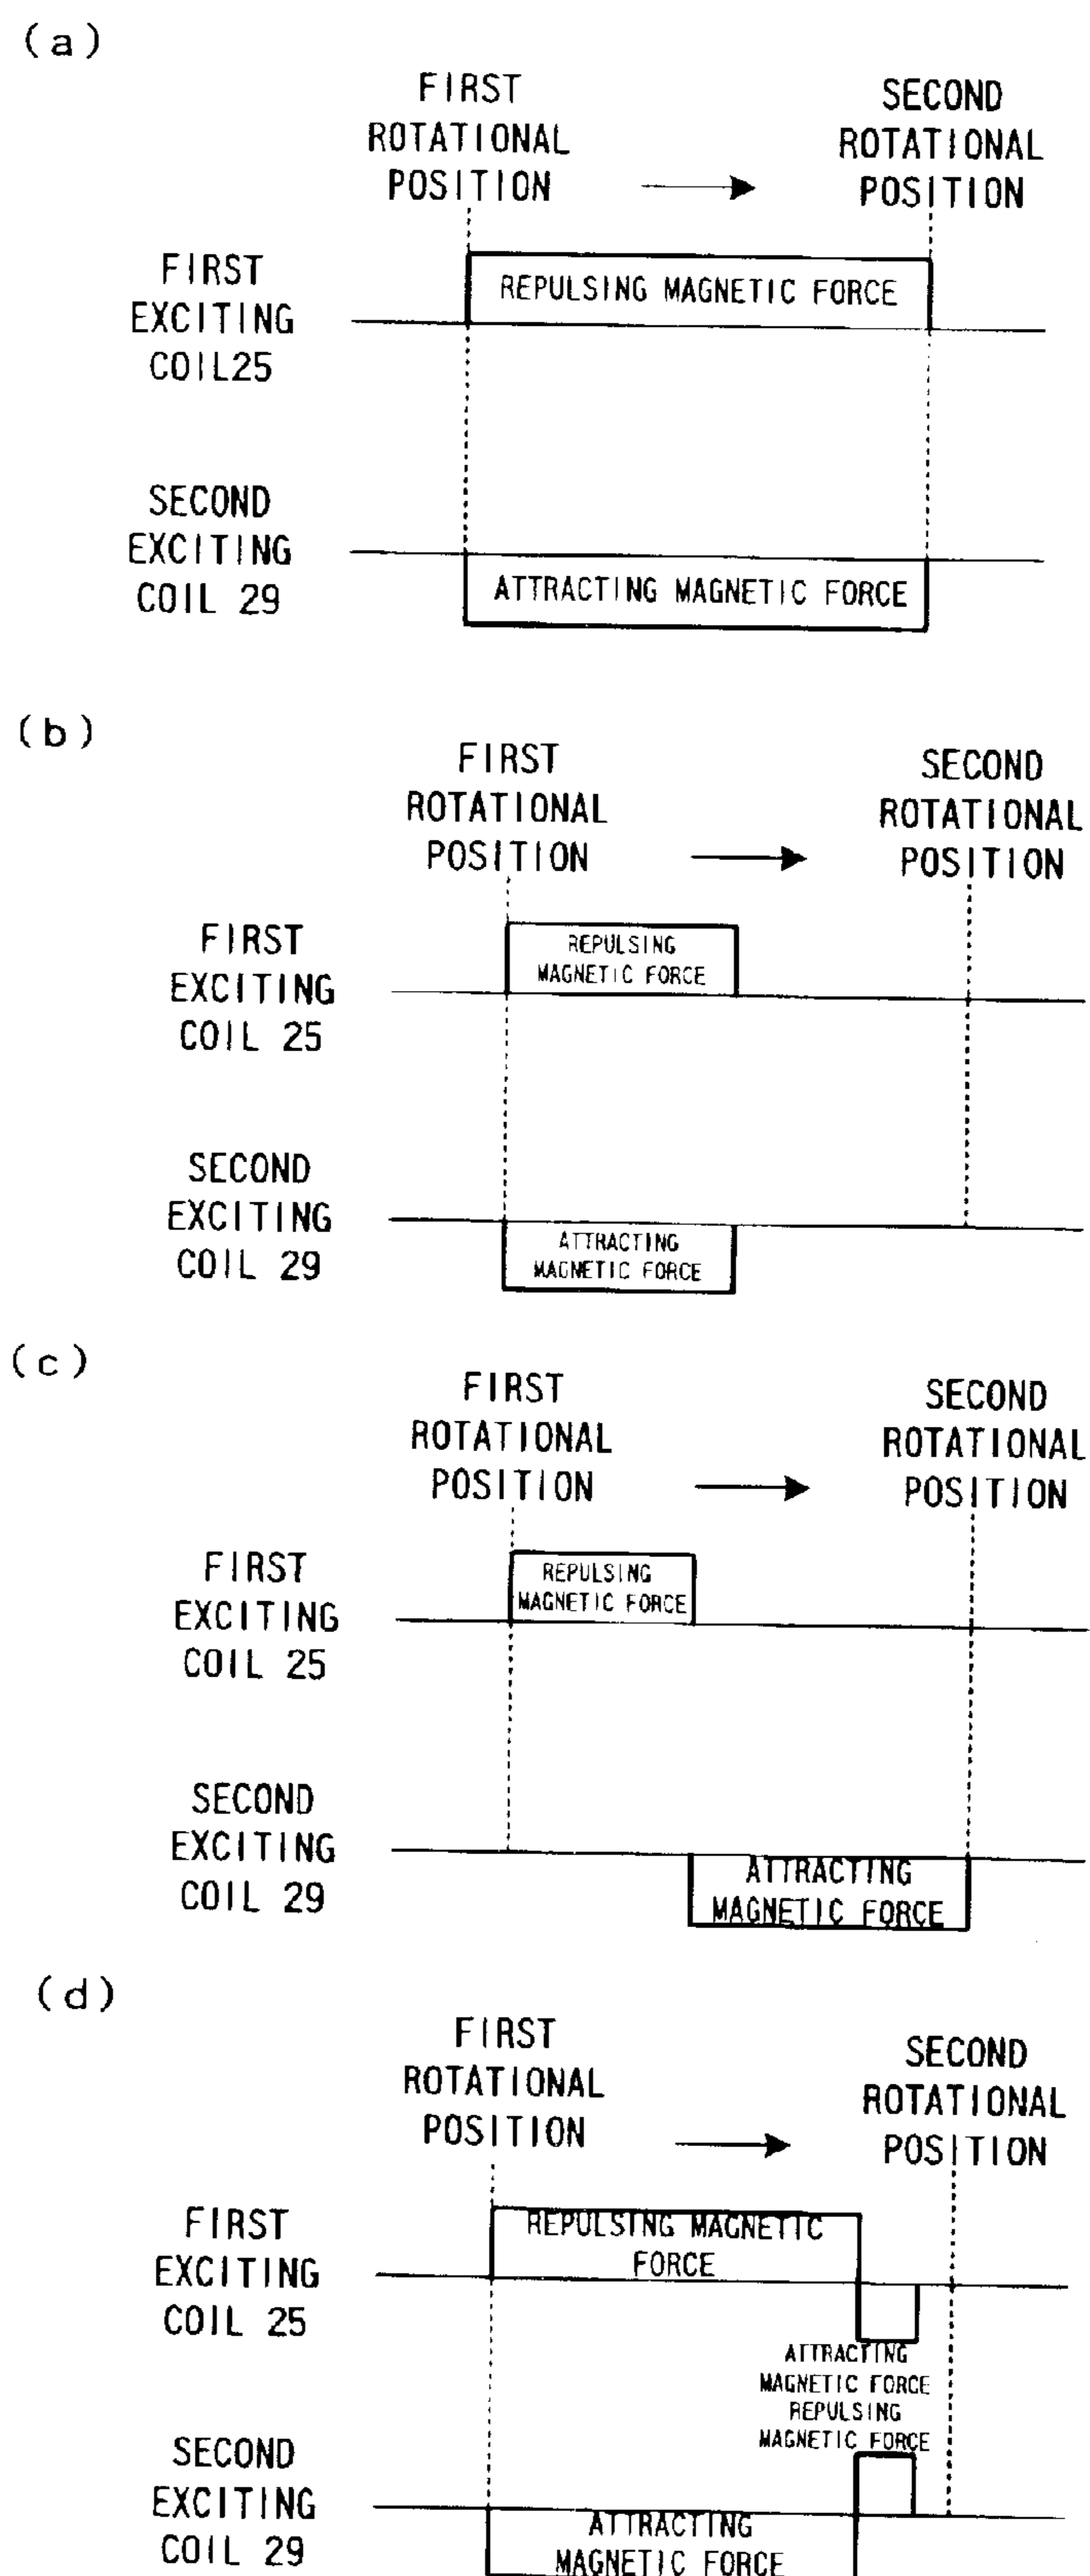 (a)
FIRST
ROTATIONAL
POSITION
SECOND
ROTATIONAL
POSITION
FIRST
EXCITING
COIL25
REPULSING MAGNETIC FORCE
SECOND
EXCITING
COIL 29
ATTRACTING MAGNETIC FORCE
(b)
FIRST
ROTATIONAL
POSITION
SECOND
ROTATIONAL
POSITION
FIRST
EXCITING
COIL 25
REPULSING
MAGNETIC FORCE
SECOND
EXCITING
COIL 29
ATTRACTING
MAGNETIC FORCE
(c)
FIRST
ROTATIONAL
POSITION
SECOND
ROTATIONAL
POSITION
FIRST
EXCITING
COIL 25
REPULSING
MAGNETIC FORCE
SECOND
EXCITING
COIL 29
ATTRACTING
MAGNETIC FORCE
(d)
FIRST
ROTATIONAL
POSITION
SECOND
ROTATIONAL
POSITION
FIRST
EXCITING
COIL 25
REPULSING MAGNETIC
FORCE
ATTRACTING
MAGNETIC FORCE
REPULSING
MAGNETIC FORCE
SECOND
EXCITING
COIL 29
ATTRACTING
MAGNETIC FORCE